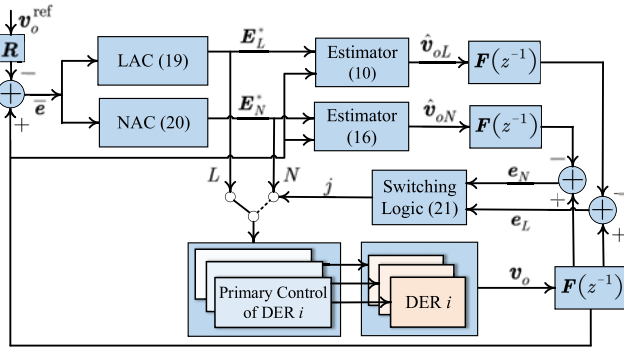 v_o^ref
R
−
+
ē
LAC (19)
NAC (20)
E_L^*
E_N^*
Estimator
(10)
Estimator
(16)
v̂_oL
v̂_oN
F(z⁻¹)
F(z⁻¹)
L
N
j
Switching
Logic (21)
e_N
e_L
−
+
−
+
Primary Control
of DER i
DER i
v_o
F(z⁻¹)